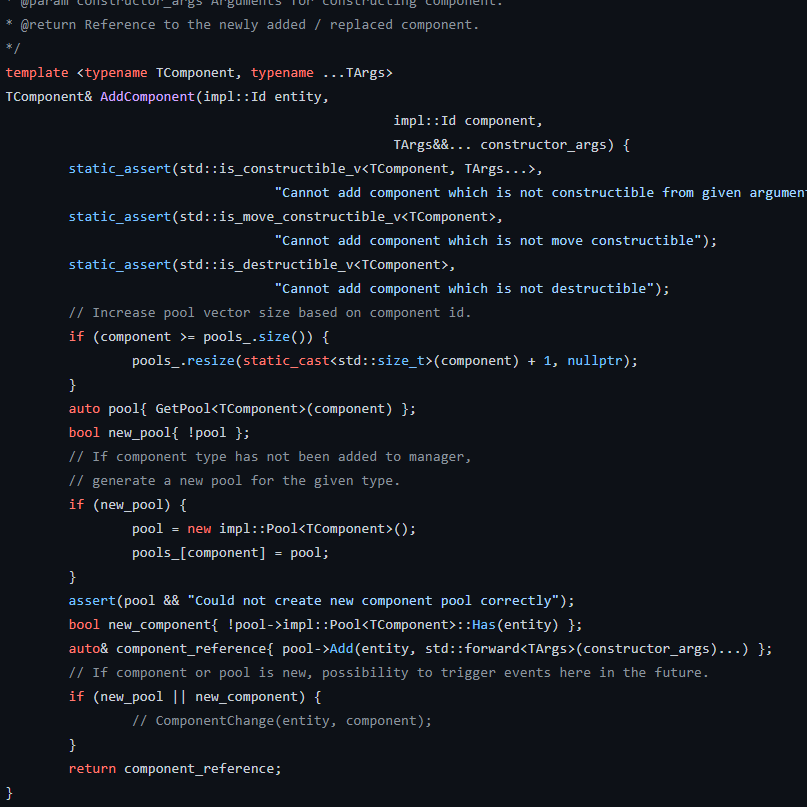 * @param constructor_args Arguments for constructing component.
* @return Reference to the newly added / replaced component.
*/
template <typename TComponent, typename ...TArgs>
TComponent& AddComponent(impl::Id entity,
impl::Id component,
TArgs&&... constructor_args) {
static_assert(std::is_constructible_v<TComponent, TArgs...>,
"Cannot add component which is not constructible from given argumen
static_assert(std::is_move_constructible_v<TComponent>,
"Cannot add component which is not move constructible");
static_assert(std::is_destructible_v<TComponent>,
"Cannot add component which is not destructible");
// Increase pool vector size based on component id.
if (component >= pools_.size()) {
pools_.resize(static_cast<std::size_t>(component) + 1, nullptr);
}
auto pool{ GetPool<TComponent>(component) };
bool new_pool{ !pool };
// If component type has not been added to manager,
// generate a new pool for the given type.
if (new_pool) {
pool = new impl::Pool<TComponent>();
pools_[component] = pool;
}
assert(pool && "Could not create new component pool correctly");
bool new_component{ !pool->impl::Pool<TComponent>::Has(entity) };
auto& component_reference{ pool->Add(entity, std::forward<TArgs>(constructor_args)...) };
// If component or pool is new, possibility to trigger events here in the future.
if (new_pool || new_component) {
// ComponentChange(entity, component);
}
return component_reference;
}